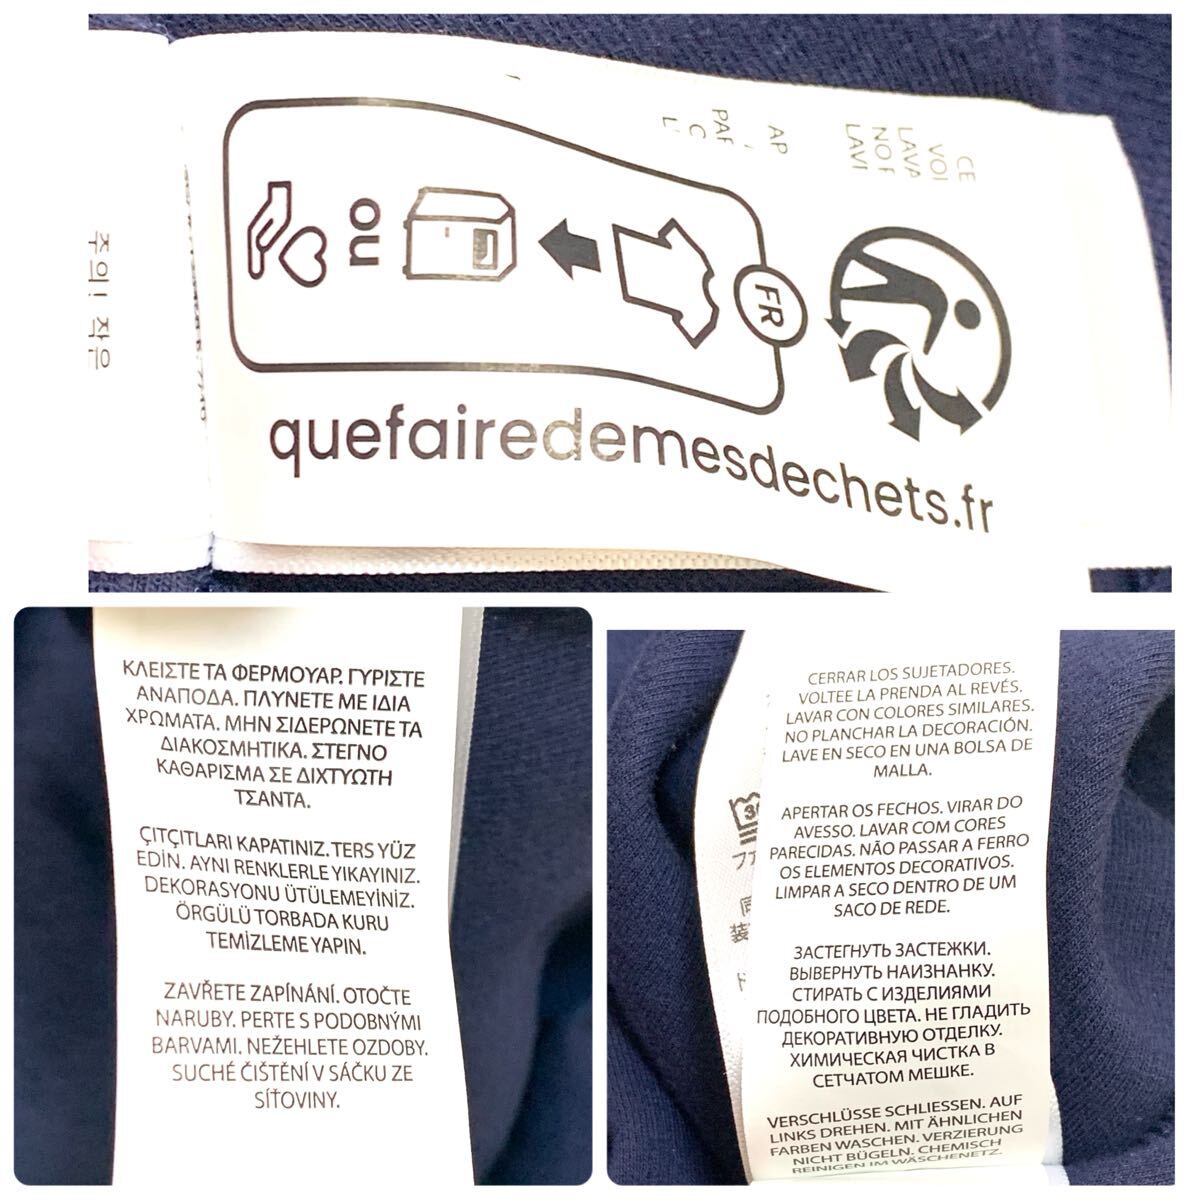 주의! 작은
ou
FR
quefairedemesdechets.fr
ΚΛΕΙΣΤΕ ΤΑ ΦΕΡΜΟΥΑΡ. ΓΥΡΙΣΤΕ
ΑΝΑΠΟΔΑ. ΠΛΥΝΕΤΕ ΜΕ ΙΔΙΑ
ΧΡΩΜΑΤΑ. ΜΗΝ ΣΙΔΕΡΩΝΕΤΕ ΤΑ
ΔΙΑΚΟΣΜΗΤΙΚΑ. ΣΤΕΓΝΟ
ΚΑΘΑΡΙΣΜΑ ΣΕ ΔΙΧΤΥΩΤΗ
ΤΣΑΝΤΑ.
ÇITÇITLARI KAPATINIZ. TERS YÜZ
EDİN. AYNI RENKLERLE YIKAYINIZ.
DEKORASYONU ÜTÜLEMEYİNİZ.
ÖRGÜLÜ TORBADA KURU
TEMİZLEME YAPIN.
ZAVŘETE ZAPÍNÁNÍ. OTOČTE
NARUBY. PERTE S PODOBNÝMI
BARVAMI. NEŽEHLETE OZDOBY.
SUCHÉ ČIŠTĚNÍ V SÁČKU ZE
SÍŤOVINY.
CERRAR LOS SUJETADORES.
VOLTEE LA PRENDA AL REVÉS.
LAVAR CON COLORES SIMILARES.
NO PLANCHAR LA DECORACIÓN.
LAVE EN SECO EN UNA BOLSA DE
MALLA.
APERTAR OS FECHOS. VIRAR DO
AVESSO. LAVAR COM CORES
PARECIDAS. NÃO PASSAR A FERRO
OS ELEMENTOS DECORATIVOS.
LIMPAR A SECO DENTRO DE UM
SACO DE REDE.
ЗАСТЕГНУТЬ ЗАСТЕЖКИ.
ВЫВЕРНУТЬ НАИЗНАНКУ.
СТИРАТЬ С ИЗДЕЛИЯМИ
ПОДОБНОГО ЦВЕТА. НЕ ГЛАДИТЬ
ДЕКОРАТИВНУЮ ОТДЕЛКУ.
ХИМИЧЕСКАЯ ЧИСТКА В
СЕТЧАТОМ МЕШКЕ.
VERSCHLÜSSE SCHLIESSEN. AUF
LINKS DREHEN. MIT ÄHNLICHEN
FARBEN WASCHEN. VERZIERUNG
NICHT BÜGELN. CHEMISCH
REINIGEN IM WÄSCHENETZ.